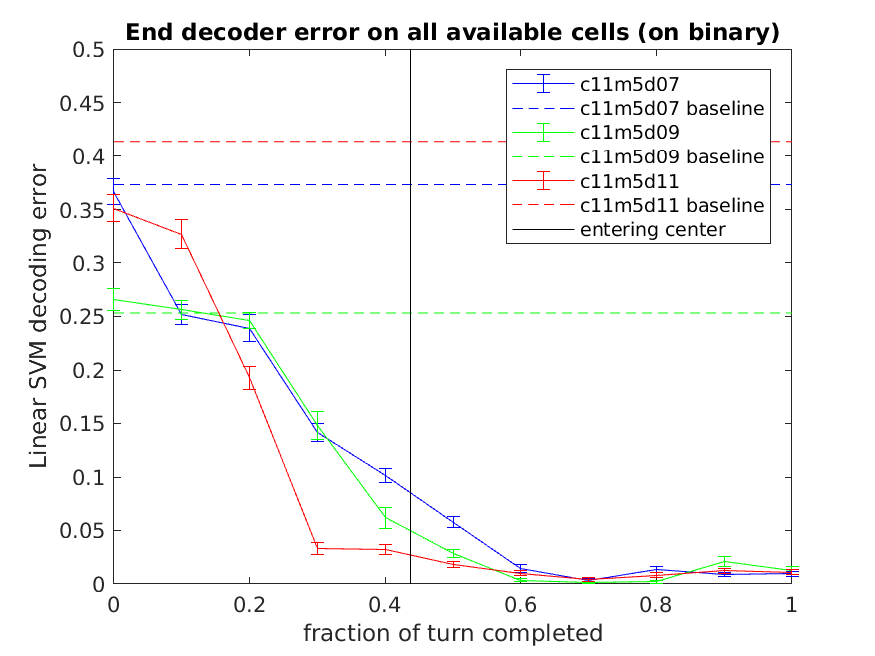 End decoder error on all available cells (on binary)
0.5
0.45
0.4
0.35
0.3
0.25
0.2
0.15
0.1
0.05
0
Linear SVM decoding error
c11m5d07
c11m5d07 baseline
c11m5d09
c11m5d09 baseline
c11m5d11
c11m5d11 baseline
entering center
0
0.2
0.4
0.6
0.8
1
fraction of turn completed